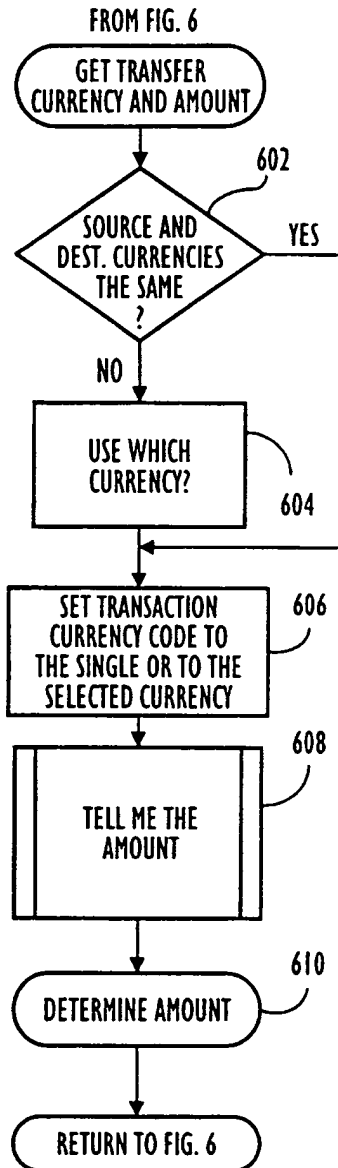 FROM FIG. 6
GET TRANSFER
CURRENCY AND AMOUNT
602
SOURCE AND
DEST. CURRENCIES
THE SAME
?
YES
NO
USE WHICH
CURRENCY?
604
SET TRANSACTION
CURRENCY CODE TO
THE SINGLE OR TO THE
SELECTED CURRENCY
606
608
TELL ME THE
AMOUNT
610
DETERMINE AMOUNT
RETURN TO FIG. 6